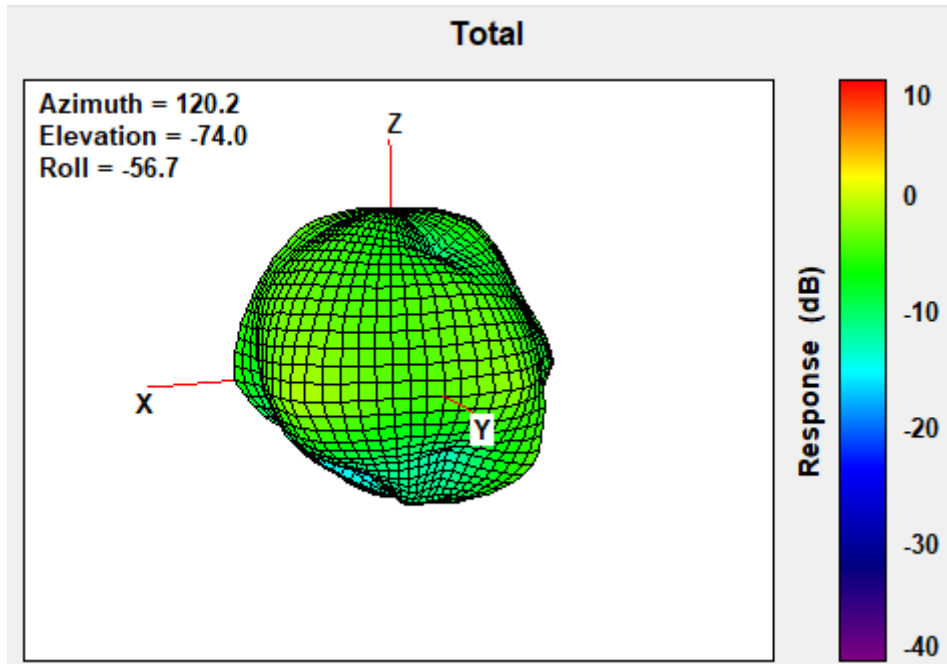 Total
Azimuth = 120.2
Elevation = -74.0
Roll = -56.7
Z
X
Y
Response (dB)
10
0
-10
-20
-30
-40